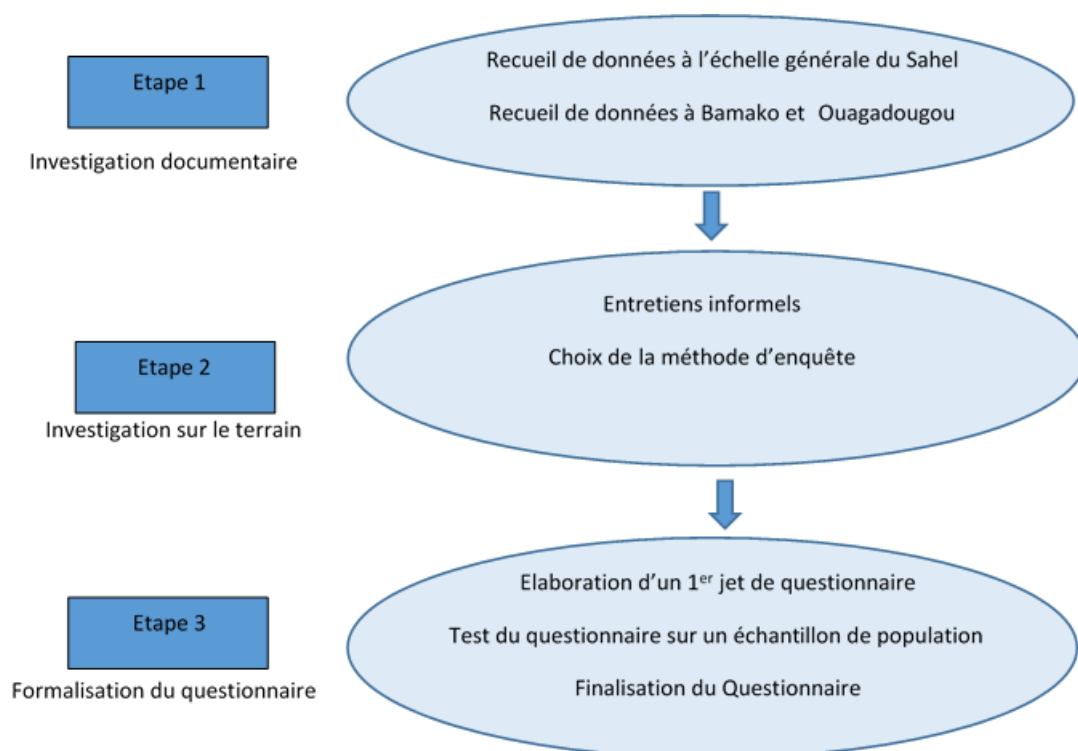 Etape 1
Investigation documentaire
Recueil de données à l'échelle générale du Sahel
Recueil de données à Bamako et Ouagadougou
Etape 2
Investigation sur le terrain
Entretiens informels
Choix de la méthode d'enquête
Etape 3
Formalisation du questionnaire
Elaboration d'un 1er jet de questionnaire
Test du questionnaire sur un échantillon de population
Finalisation du Questionnaire